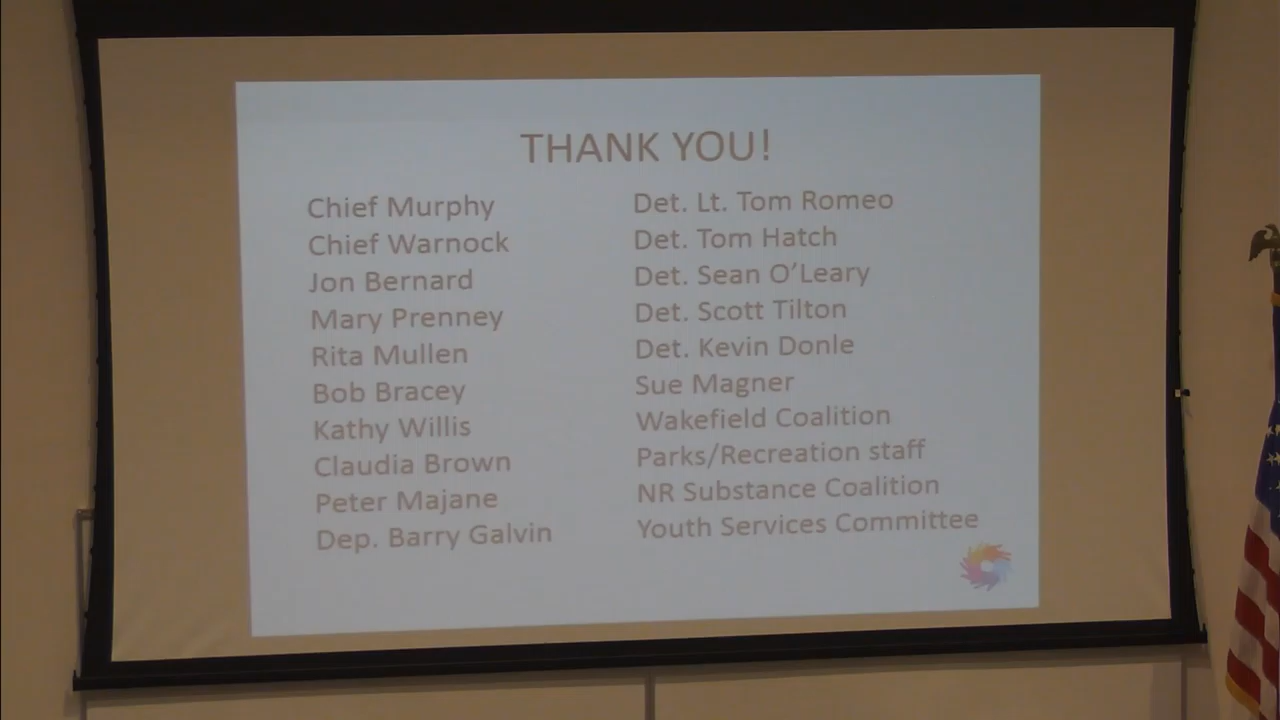 THANK YOU!
Chief Murphy
Chief Warnock
Jon Bernard
Mary Prenney
Rita Mullen
Bob Bracey
Kathy Willis
Claudia Brown
Peter Majane
Dep. Barry Galvin
Det. Lt. Tom Romeo
Det. Tom Hatch
Det. Sean O’Leary
Det. Scott Tilton
Det. Kevin Donle
Sue Magner
Wakefield Coalition
Parks/Recreation staff
NR Substance Coalition
Youth Services Committee